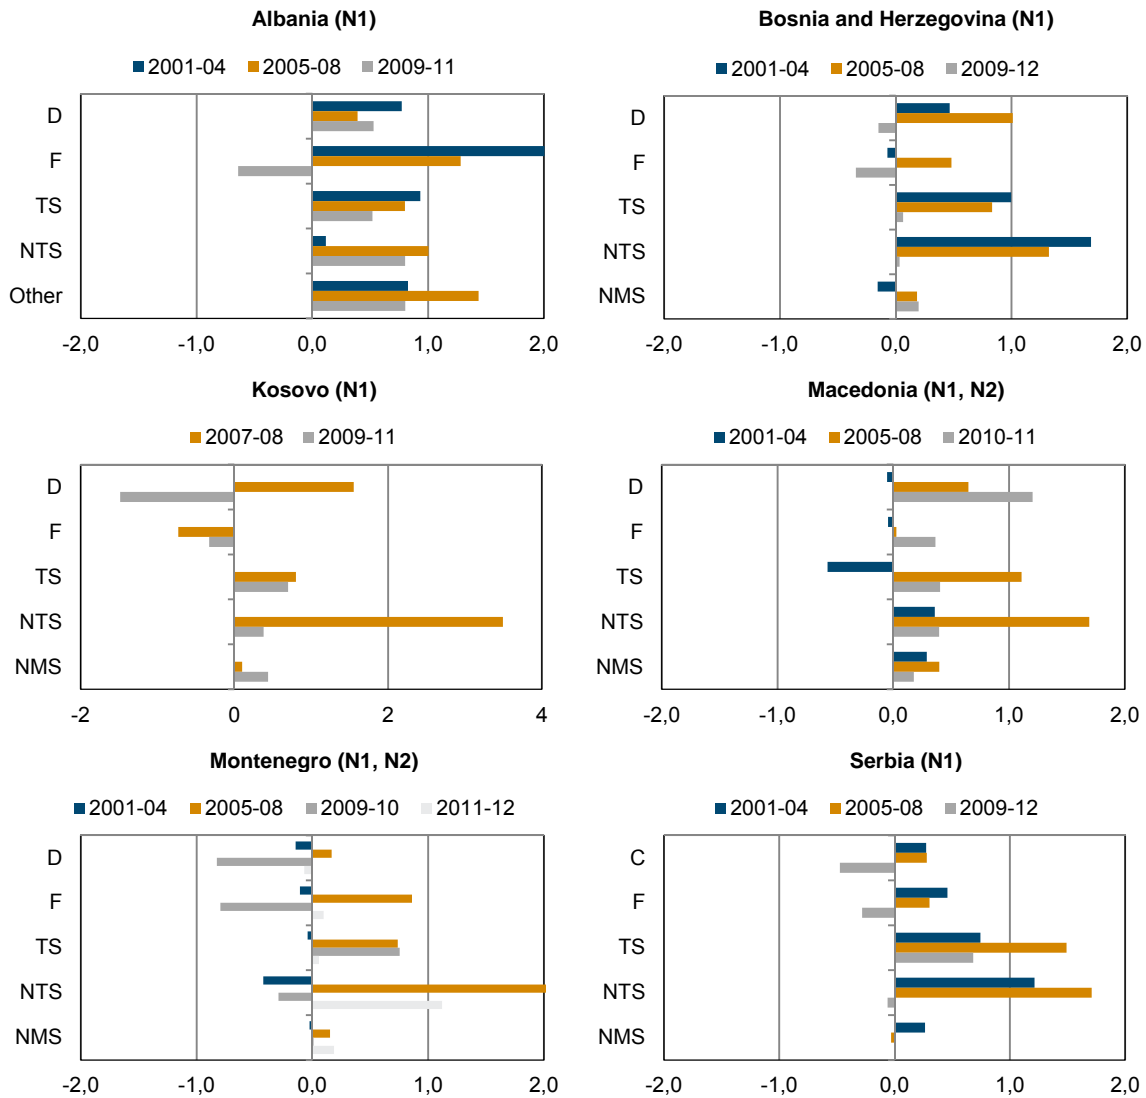 Albania (N1)
2001-04 2005-08 2009-11
D
F
TS
NTS
Other
-2,0 -1,0 0,0 1,0 2,0
Bosnia and Herzegovina (N1)
2001-04 2005-08 2009-12
D
F
TS
NTS
NMS
-2,0 -1,0 0,0 1,0 2,0
Kosovo (N1)
2007-08 2009-11
D
F
TS
NTS
NMS
-2 0 2 4
Macedonia (N1, N2)
2001-04 2005-08 2010-11
D
F
TS
NTS
NMS
-2,0 -1,0 0,0 1,0 2,0
Montenegro (N1, N2)
2001-04 2005-08 2009-10 2011-12
D
F
TS
NTS
NMS
-2,0 -1,0 0,0 1,0 2,0
Serbia (N1)
2001-04 2005-08 2009-12
C
F
TS
NTS
NMS
-2,0 -1,0 0,0 1,0 2,0